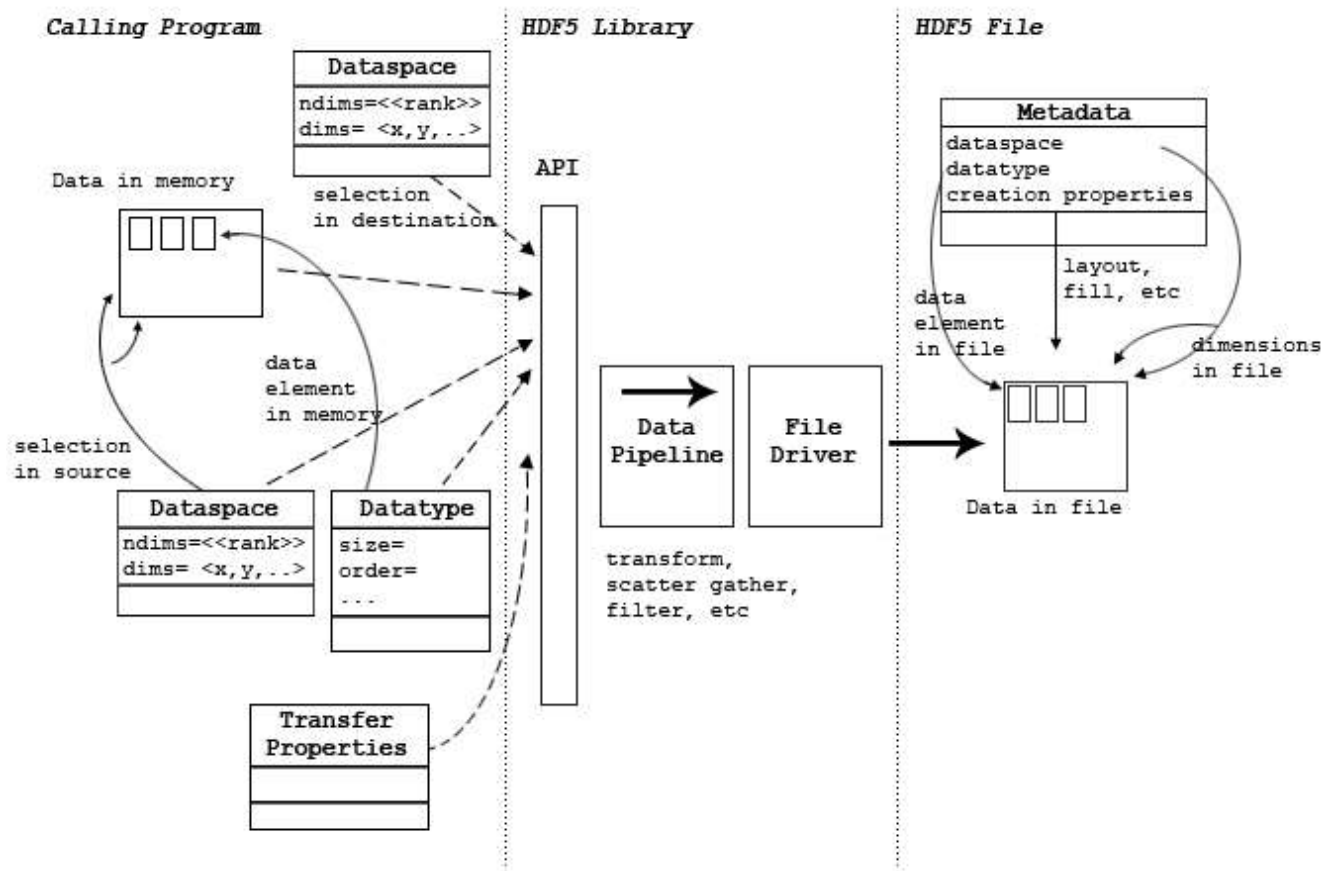 Calling Program
HDF5 Library
HDF5 File
Dataspace
ndims=<<rank>>
dims= <x,y,..>
selection
in destination
Data in memory
data
element
in memory
selection
in source
Dataspace
ndims=<<rank>>
dims= <x,y,..>
Datatype
size=
order=
...
Transfer
Properties
API
Data
Pipeline
File
Driver
transform,
scatter gather,
filter, etc
Metadata
dataspace
datatype
creation properties
layout,
fill, etc
data
element
in file
dimensions
in file
Data in file